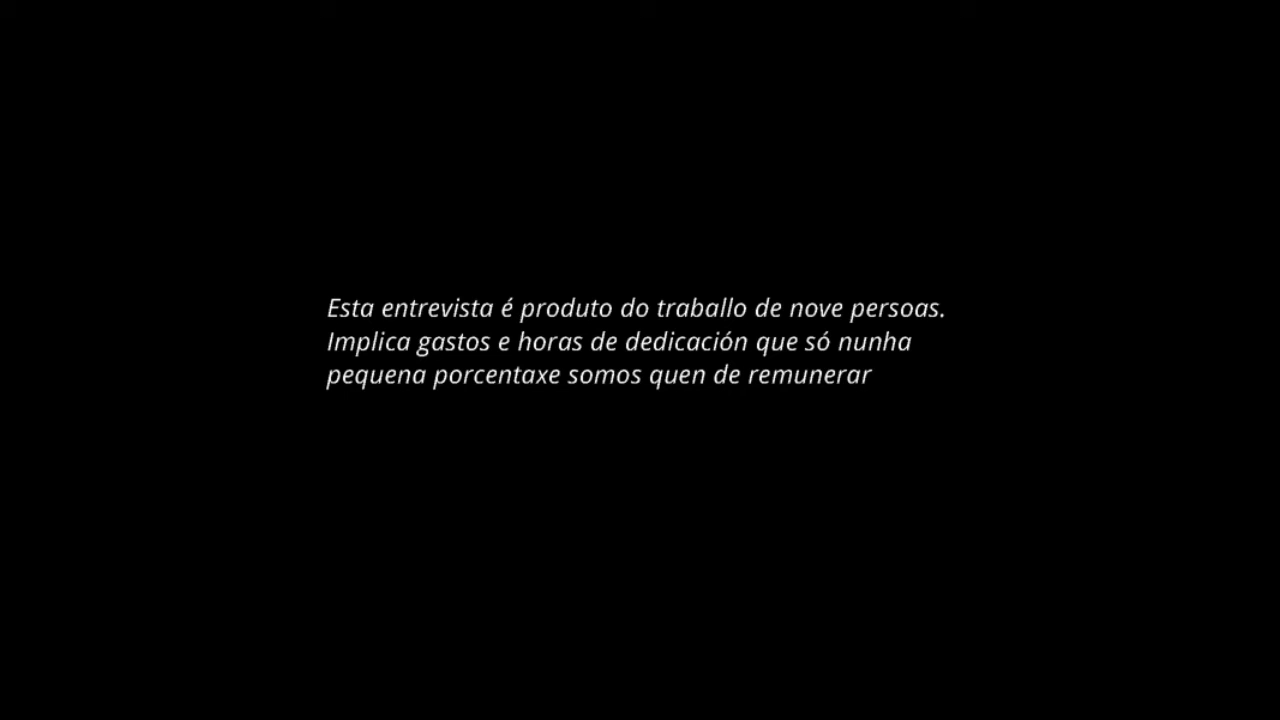 Esta entrevista é produto do traballo de nove persoas.
Implica gastos e horas de dedicación que só nunha
pequena porcentaxe somos quen de remunerar